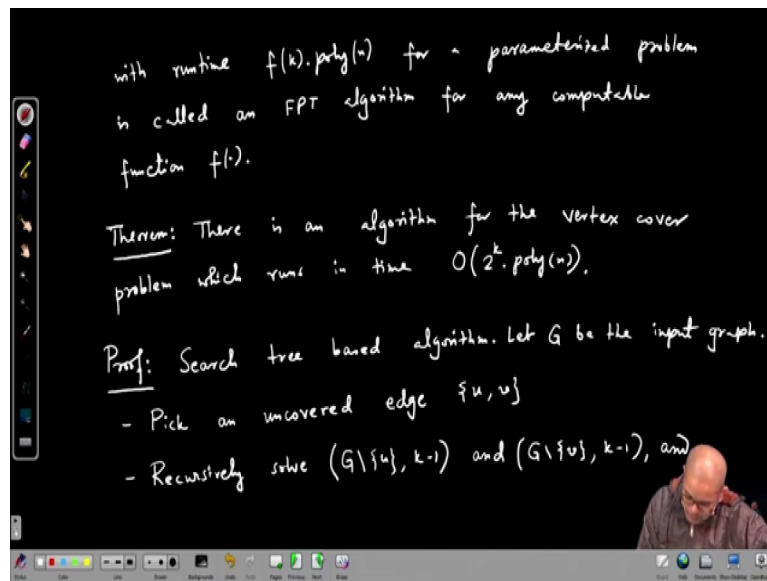 with runtime f(k).poly(n) for a parameterized problem
is called an FPT algorithm for any computable
function f(.).
Theorem: There is an algorithm for the vertex cover
problem which runs in time O(2^k. poly(n)).
Proof: Search tree based algorithm. Let G be the input graph.
- Pick an uncovered edge {u, v}
- Recursively solve (G\{u}, k-1) and (G\{v}, k-1), and